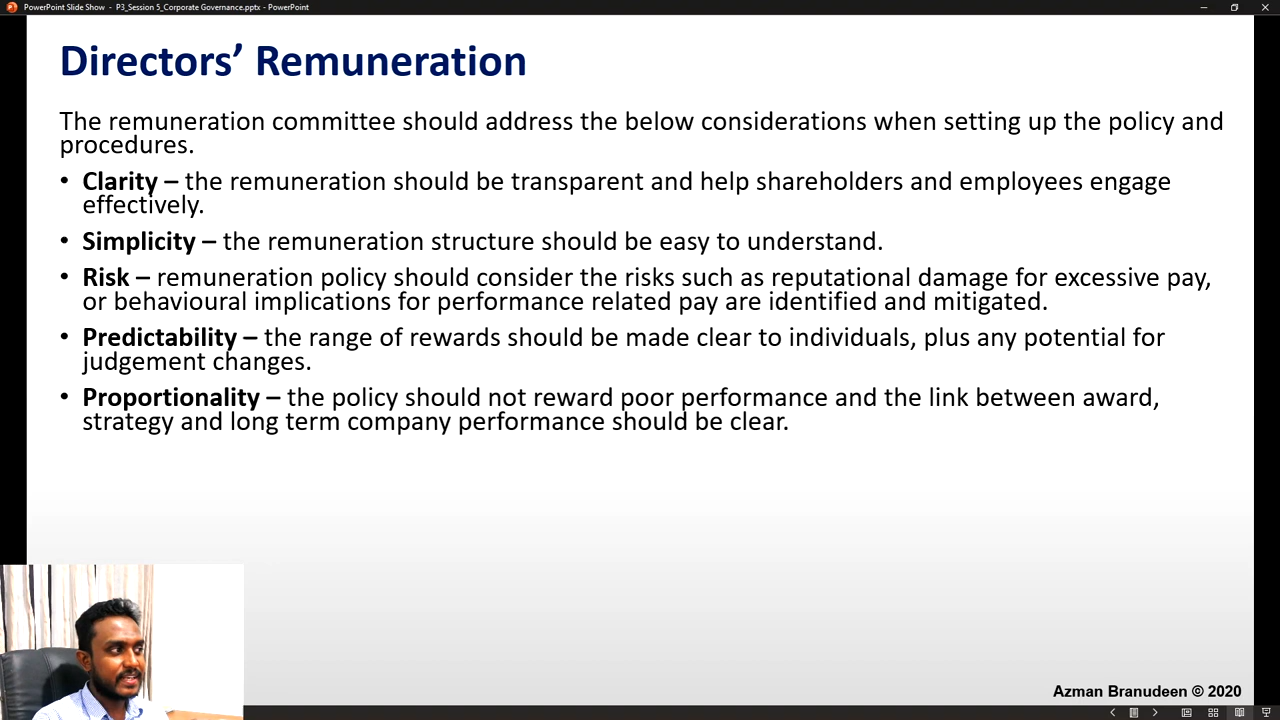 PowerPoint Slide Show - P3_Session 5_Corporate Governance.pptx - PowerPoint
Directors’ Remuneration
The remuneration committee should address the below considerations when setting up the policy and
procedures.
• Clarity – the remuneration should be transparent and help shareholders and employees engage
effectively.
• Simplicity – the remuneration structure should be easy to understand.
• Risk – remuneration policy should consider the risks such as reputational damage for excessive pay,
or behavioural implications for performance related pay are identified and mitigated.
• Predictability – the range of rewards should be made clear to individuals, plus any potential for
judgement changes.
• Proportionality – the policy should not reward poor performance and the link between award,
strategy and long term company performance should be clear.
Azman Branudeen © 2020